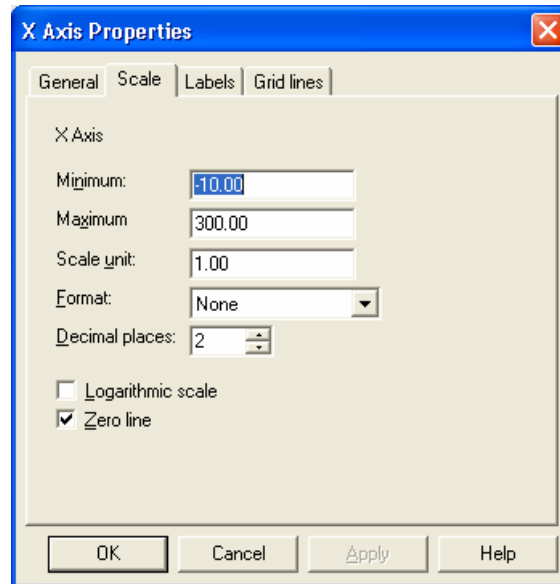 X Axis Properties
General Scale Labels Grid lines
X Axis
Minimum: -10.00
Maximum 300.00
Scale unit: 1.00
Format: None
Decimal places: 2
Logarithmic scale
Zero line
OK Cancel Apply Help